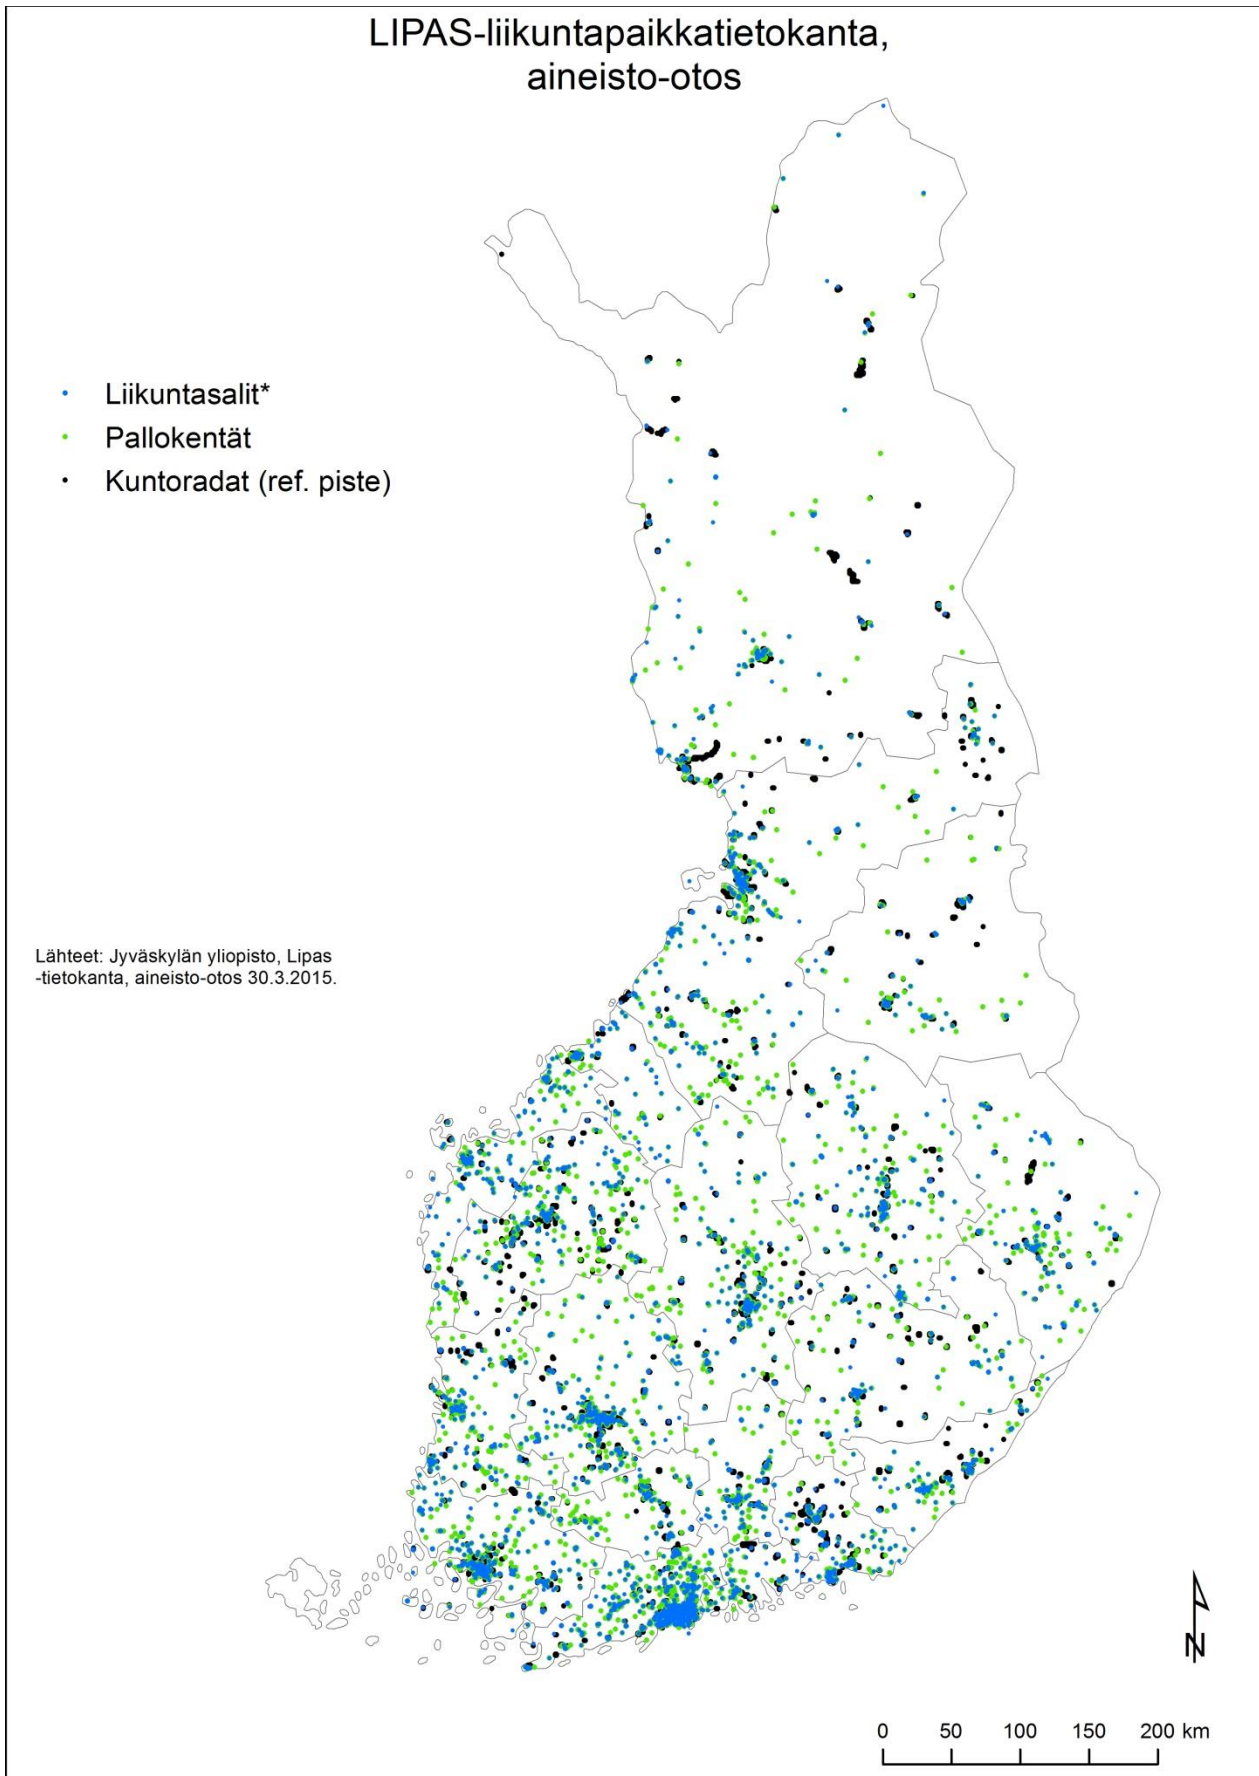 LIPAS-liikuntapaikkatietokanta,
aineisto-otos
Liikuntasalit*
Pallokentät
Kuntoradat (ref. piste)
Lähteet: Jyväskylän yliopisto, Lipas
-tietokanta, aineisto-otos 30.3.2015.
N
0 50 100 150 200 km